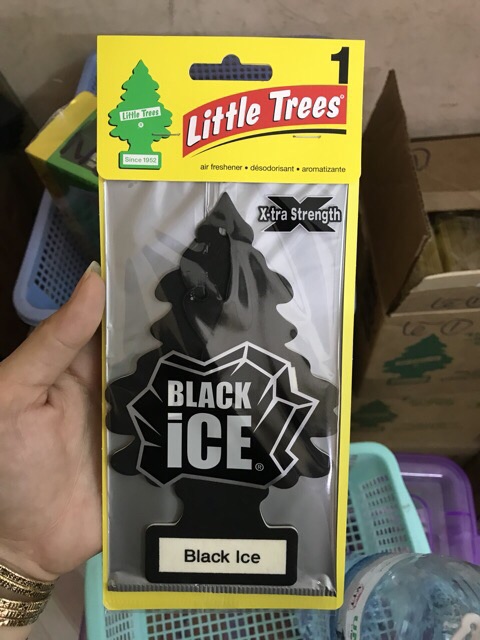 1
Little Trees
Since 1952
Little Trees®
air freshener • désodorisant • aromatizante
X-tra Strength
BLACK
iCE®
Black Ice